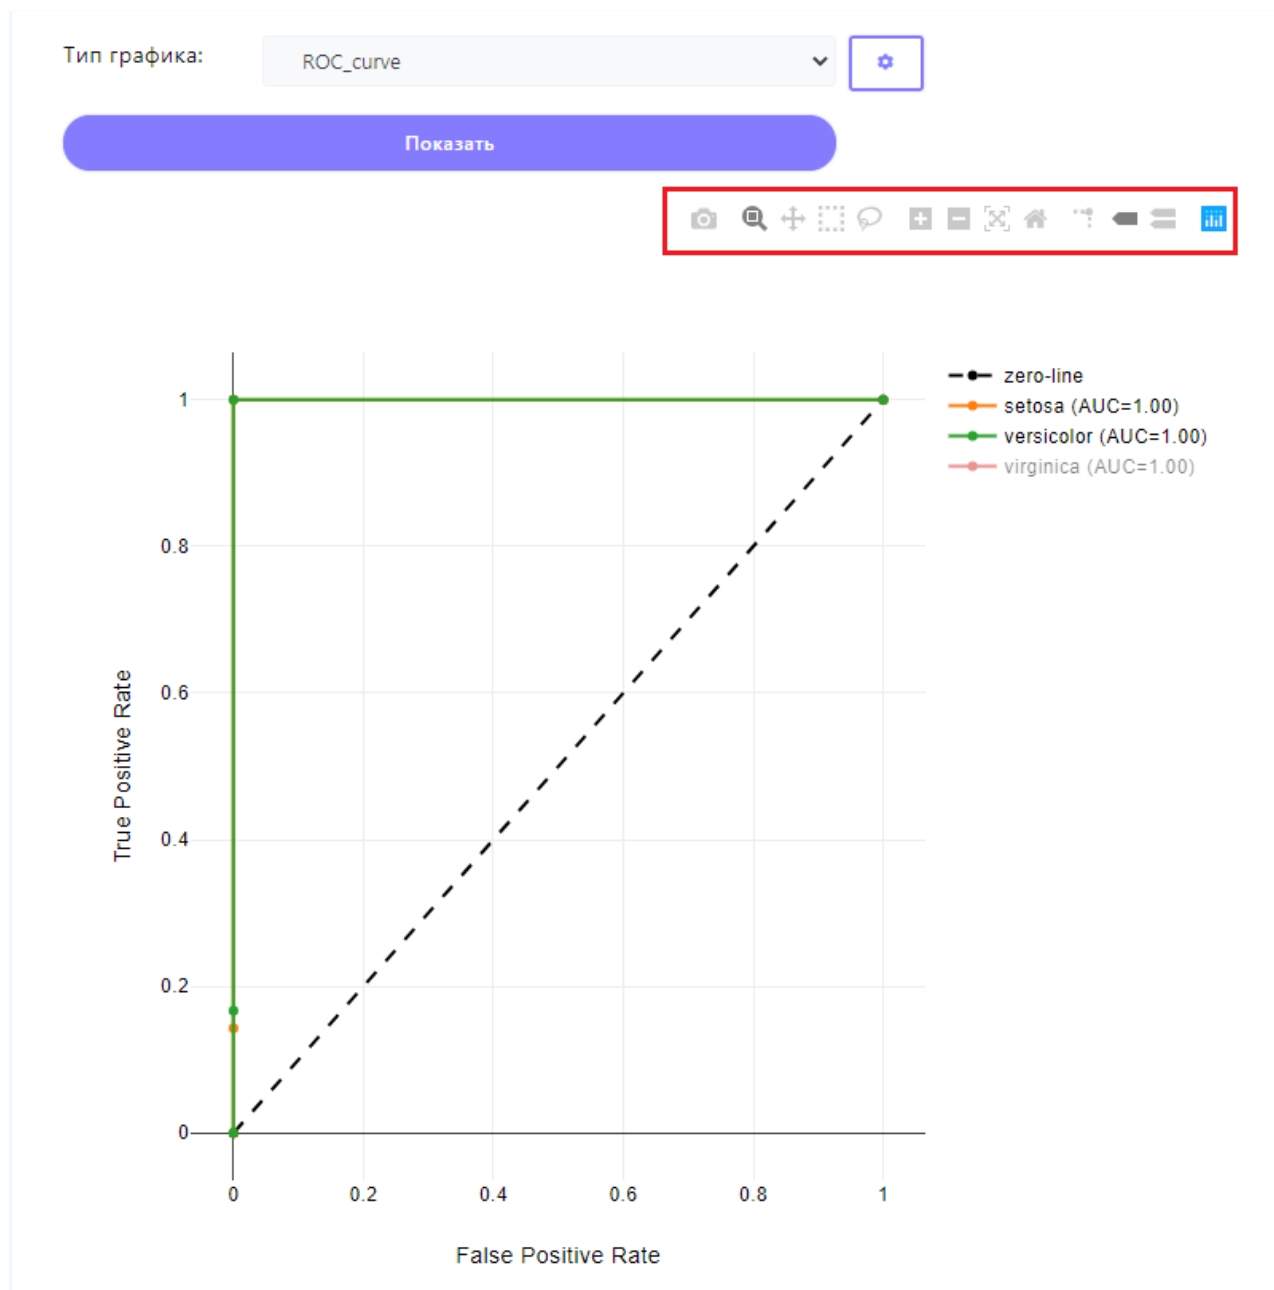 Тип графика:
ROC_curve
Показать
zero-line
setosa (AUC=1.00)
versicolor (AUC=1.00)
virginica (AUC=1.00)
1
0.8
0.6
0.4
0.2
0
True Positive Rate
0 0.2 0.4 0.6 0.8 1
False Positive Rate